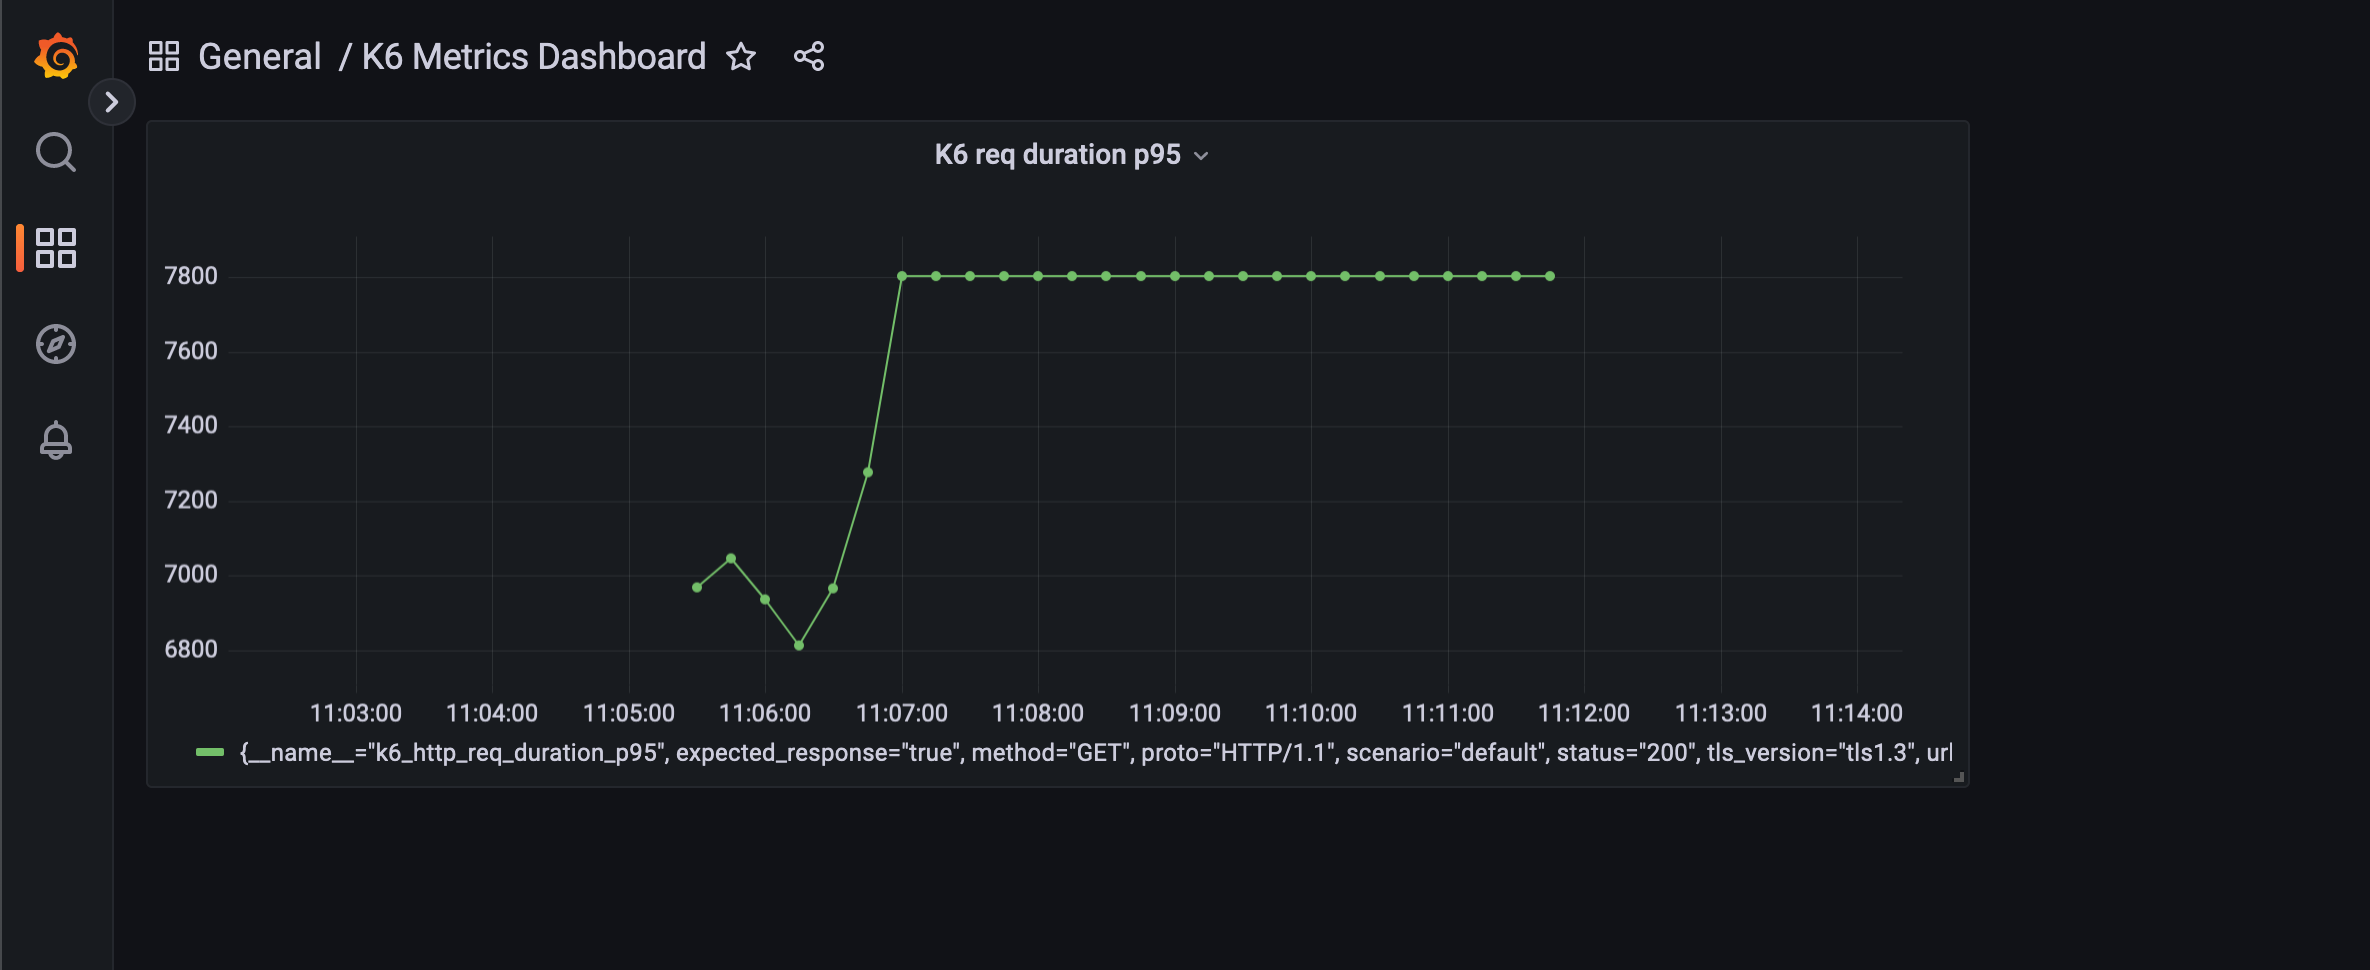 General / K6 Metrics Dashboard
K6 req duration p95
7800
7600
7400
7200
7000
6800
11:03:00 11:04:00 11:05:00 11:06:00 11:07:00 11:08:00 11:09:00 11:10:00 11:11:00 11:12:00 11:13:00 11:14:00
{__name__="k6_http_req_duration_p95", expected_response="true", method="GET", proto="HTTP/1.1", scenario="default", status="200", tls_version="tls1.3", url